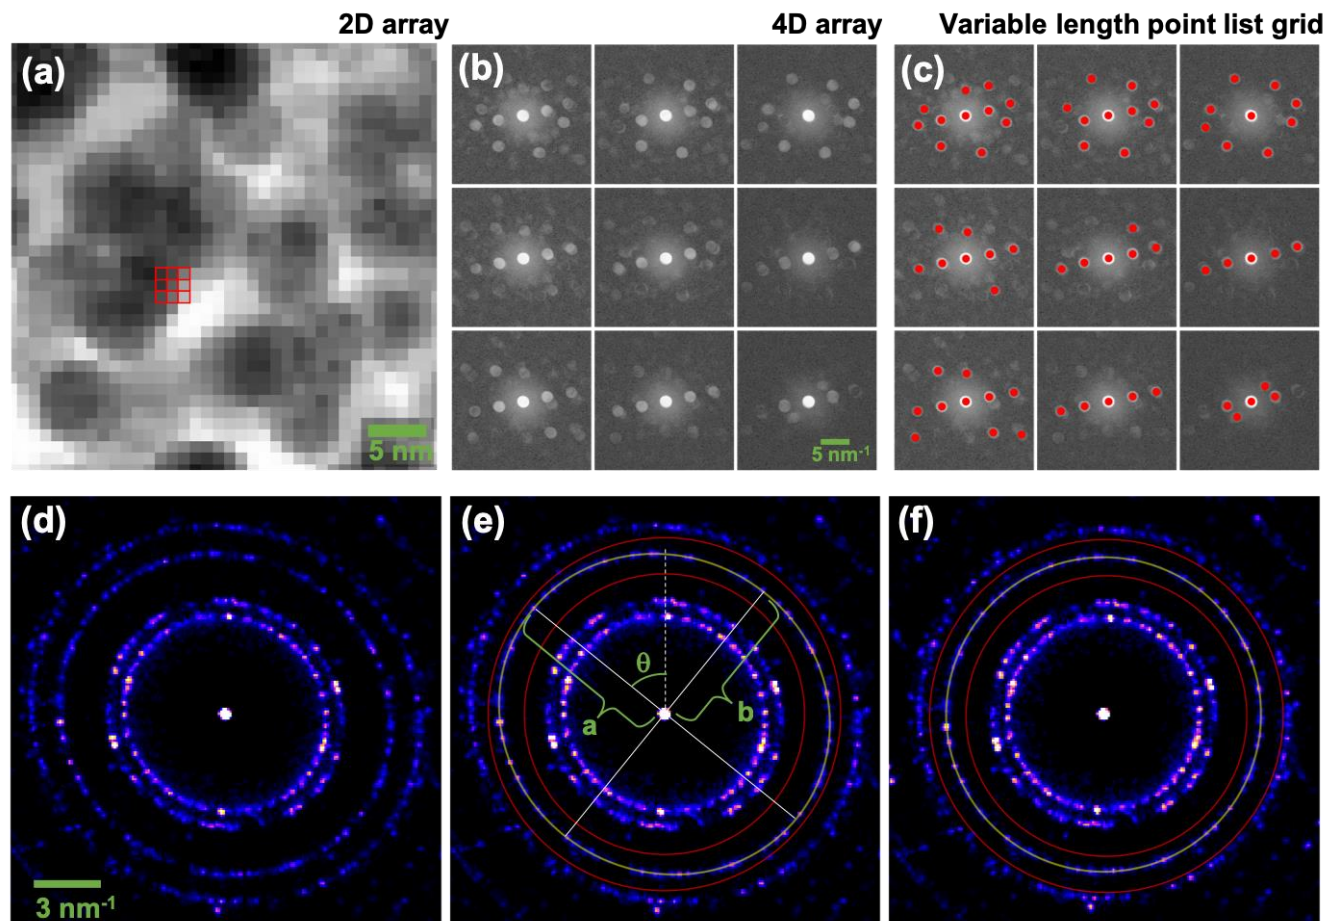 2D array
4D array
Variable length point list grid
(a)
(b)
(c)
5 nm
5 nm-1
(d)
(e)
(f)
θ
a
b
3 nm-1